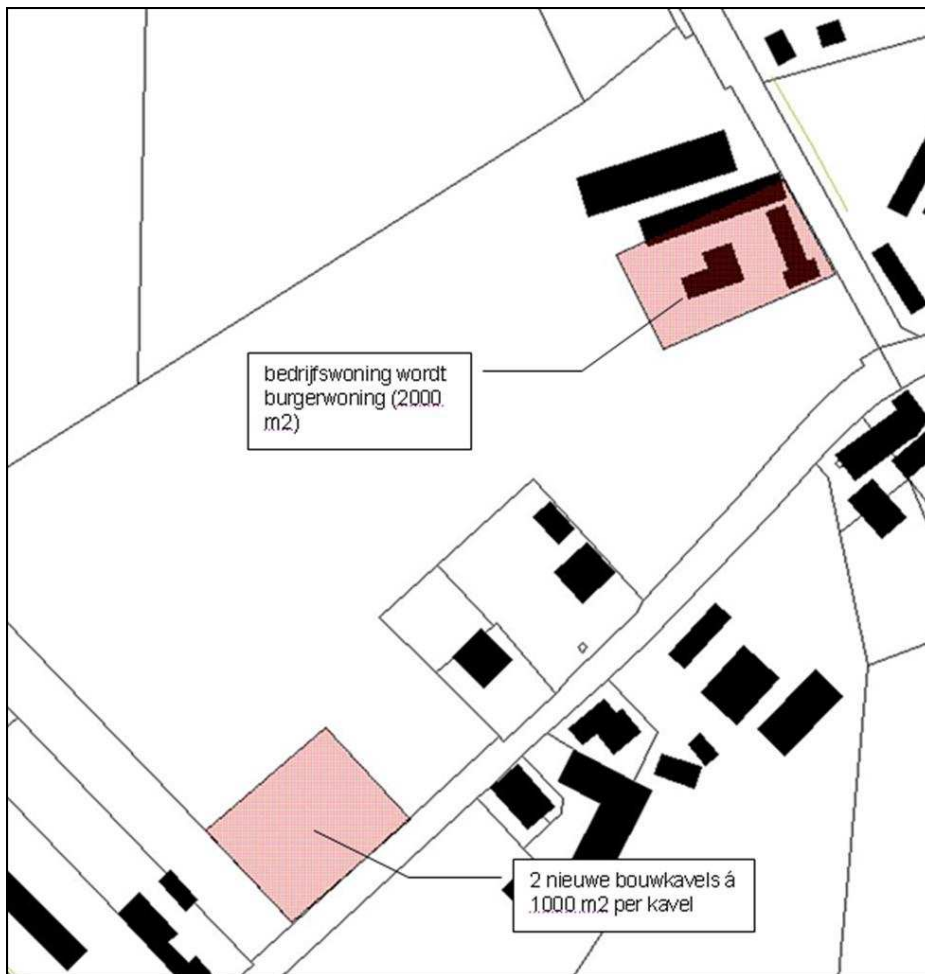 bedrijfswoning wordt
burgerwoning (2000
m2)
2 nieuwe bouwkavels á
1000 m2 per kavel